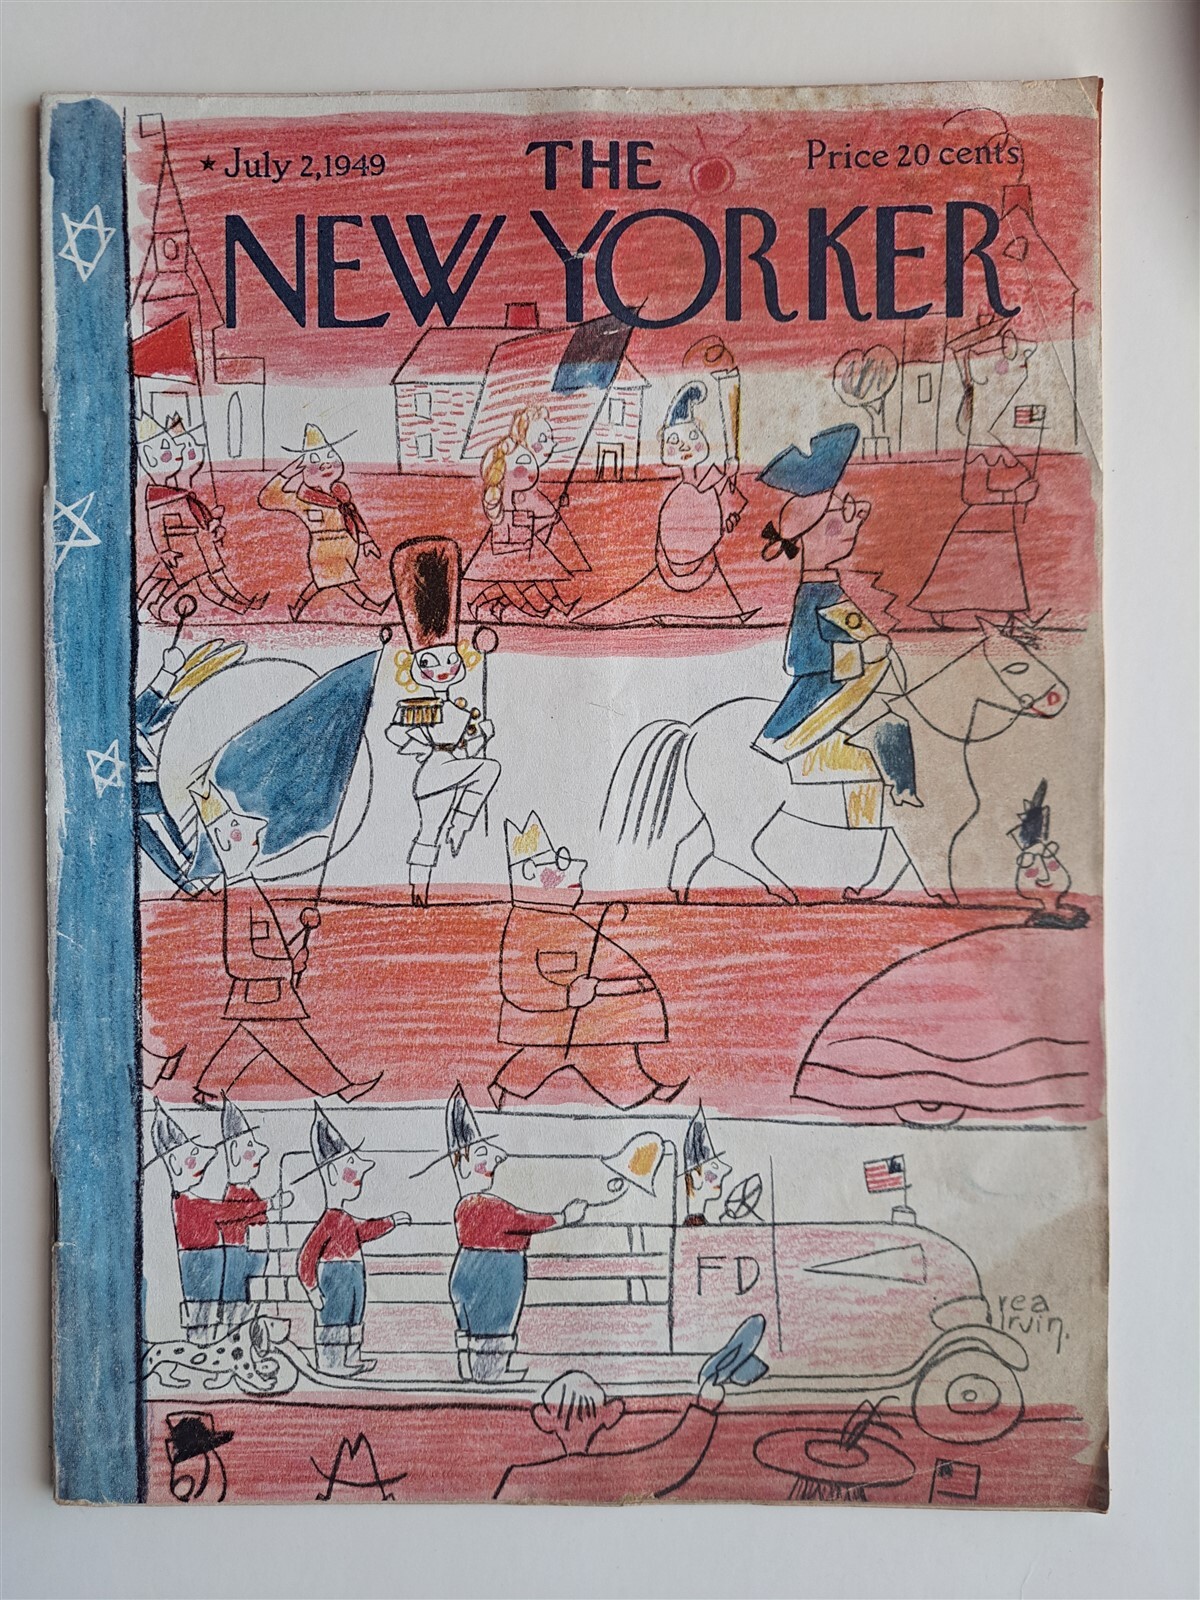 ★ July 2, 1949
THE
Price 20 cents
NEW YORKER
FD
rea
irvin.